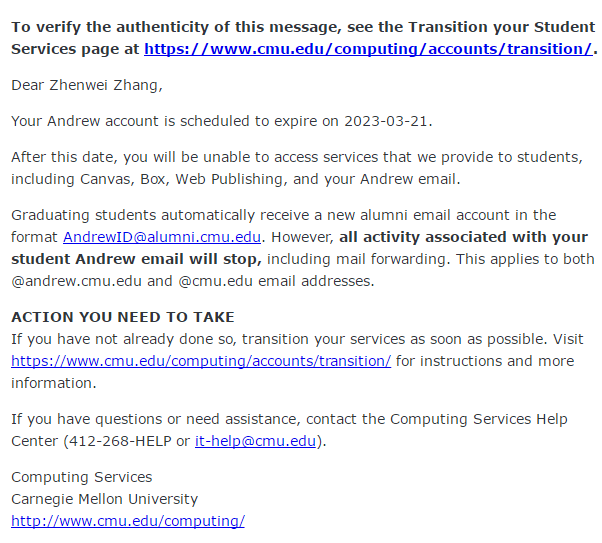 To verify the authenticity of this message, see the Transition your Student
Services page at https://www.cmu.edu/computing/accounts/transition/.
Dear Zhenwei Zhang,
Your Andrew account is scheduled to expire on 2023-03-21.
After this date, you will be unable to access services that we provide to students,
including Canvas, Box, Web Publishing, and your Andrew email.
Graduating students automatically receive a new alumni email account in the
format AndrewID@alumni.cmu.edu. However, all activity associated with your
student Andrew email will stop, including mail forwarding. This applies to both
@andrew.cmu.edu and @cmu.edu email addresses.
ACTION YOU NEED TO TAKE
If you have not already done so, transition your services as soon as possible. Visit
https://www.cmu.edu/computing/accounts/transition/ for instructions and more
information.
If you have questions or need assistance, contact the Computing Services Help
Center (412-268-HELP or it-help@cmu.edu).
Computing Services
Carnegie Mellon University
http://www.cmu.edu/computing/